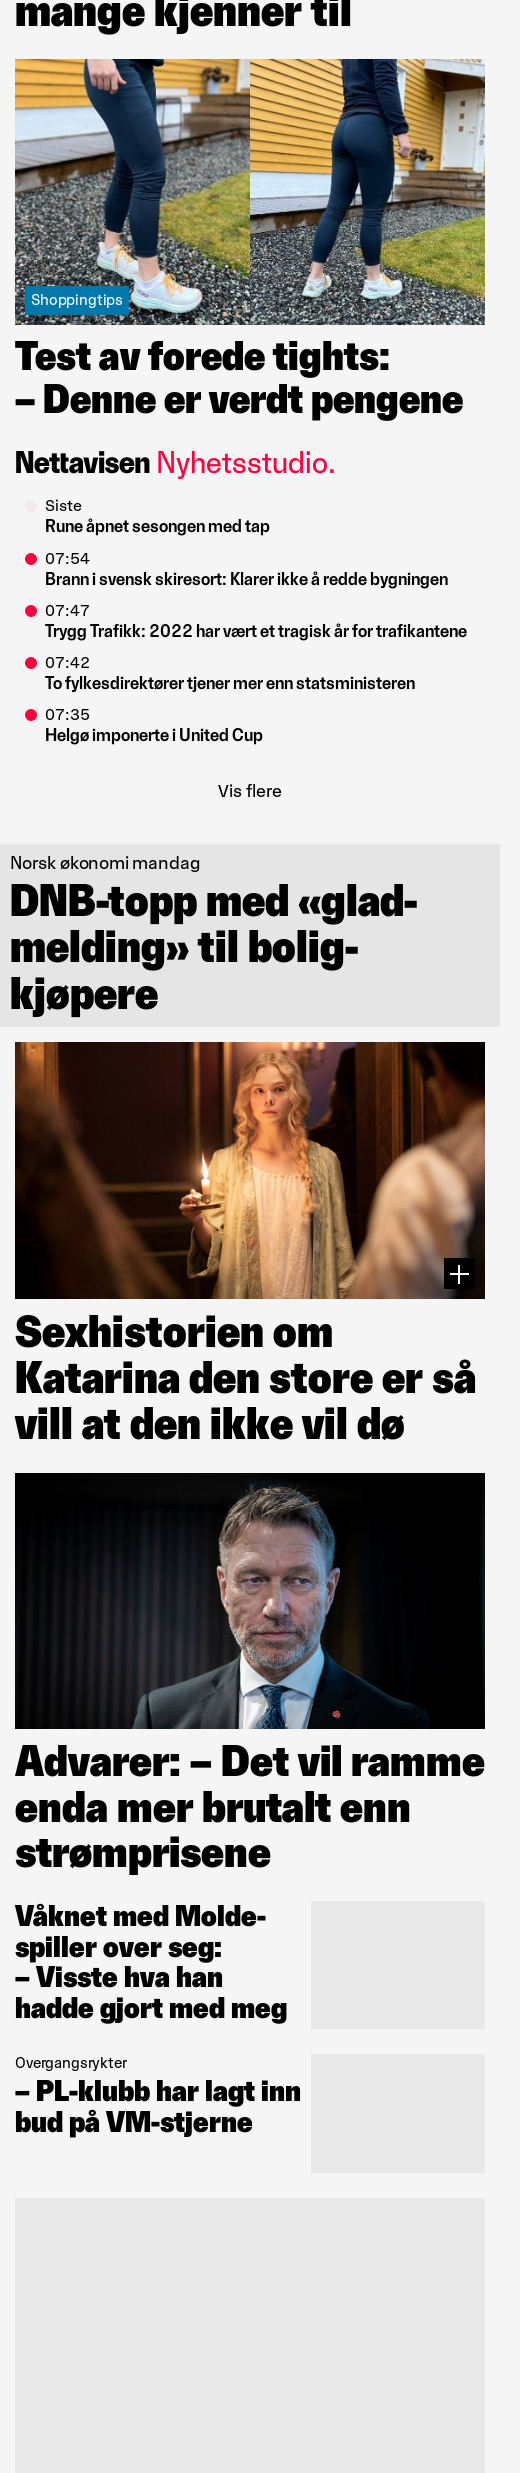 mange kjenner til
Shoppingtips
Test av forede tights:
– Denne er verdt pengene
Nettavisen Nyhetsstudio.
Siste
Rune åpnet sesongen med tap
07:54
Brann i svensk skiresort: Klarer ikke å redde bygningen
07:47
Trygg Trafikk: 2022 har vært et tragisk år for trafikantene
07:42
To fylkesdirektører tjener mer enn statsministeren
07:35
Helgø imponerte i United Cup
Vis flere
Norsk økonomi mandag
DNB-topp med «glad-
melding» til bolig-
kjøpere
Sexhistorien om
Katarina den store er så
vill at den ikke vil dø
Advarer: – Det vil ramme
enda mer brutalt enn
strømprisene
Våknet med Molde-
spiller over seg:
– Visste hva han
hadde gjort med meg
Overgangsrykter
– PL-klubb har lagt inn
bud på VM-stjerne